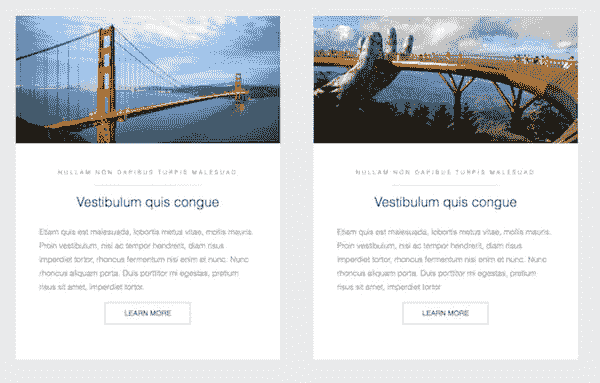 NULLAM NON DAPIBUS TURPIS MALESUAD
Vestibulum quis congue
Etiam quis est malesuada, lobortis metus vitae, mollis mauris.
Proin vestibulum, nisi ac tempor hendrerit, diam risus
imperdiet tortor, rhoncus fermentum nisi enim et nunc. Nunc
rhoncus aliquam porta. Duis porttitor mi egestas, pretium
risus sit amet, imperdiet tortor.
LEARN MORE
NULLAM NON DAPIBUS TURPIS MALESUAD
Vestibulum quis congue
Etiam quis est malesuada, lobortis metus vitae, mollis mauris.
Proin vestibulum, nisi ac tempor hendrerit, diam risus
imperdiet tortor, rhoncus fermentum nisi enim et nunc. Nunc
rhoncus aliquam porta. Duis porttitor mi egestas, pretium
risus sit amet, imperdiet tortor
LEARN MORE